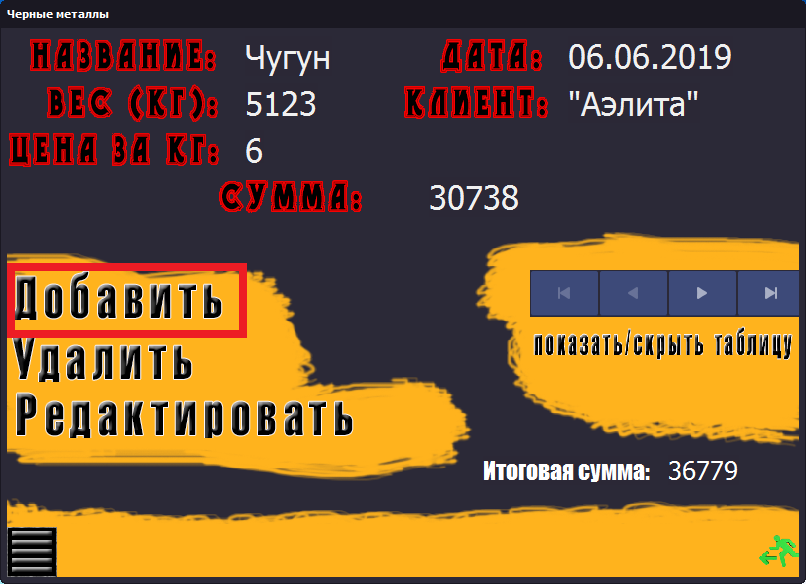 Черные металлы
НАЗВАНИЕ: Чугун ДАТА: 06.06.2019
ВЕС (КГ): 5123 КЛИЕНТ: "Аэлита"
ЦЕНА ЗА КГ: 6
СУММА: 30738
Добавить
Удалить
Редактировать
показать/скрыть таблицу
Итоговая сумма: 36779